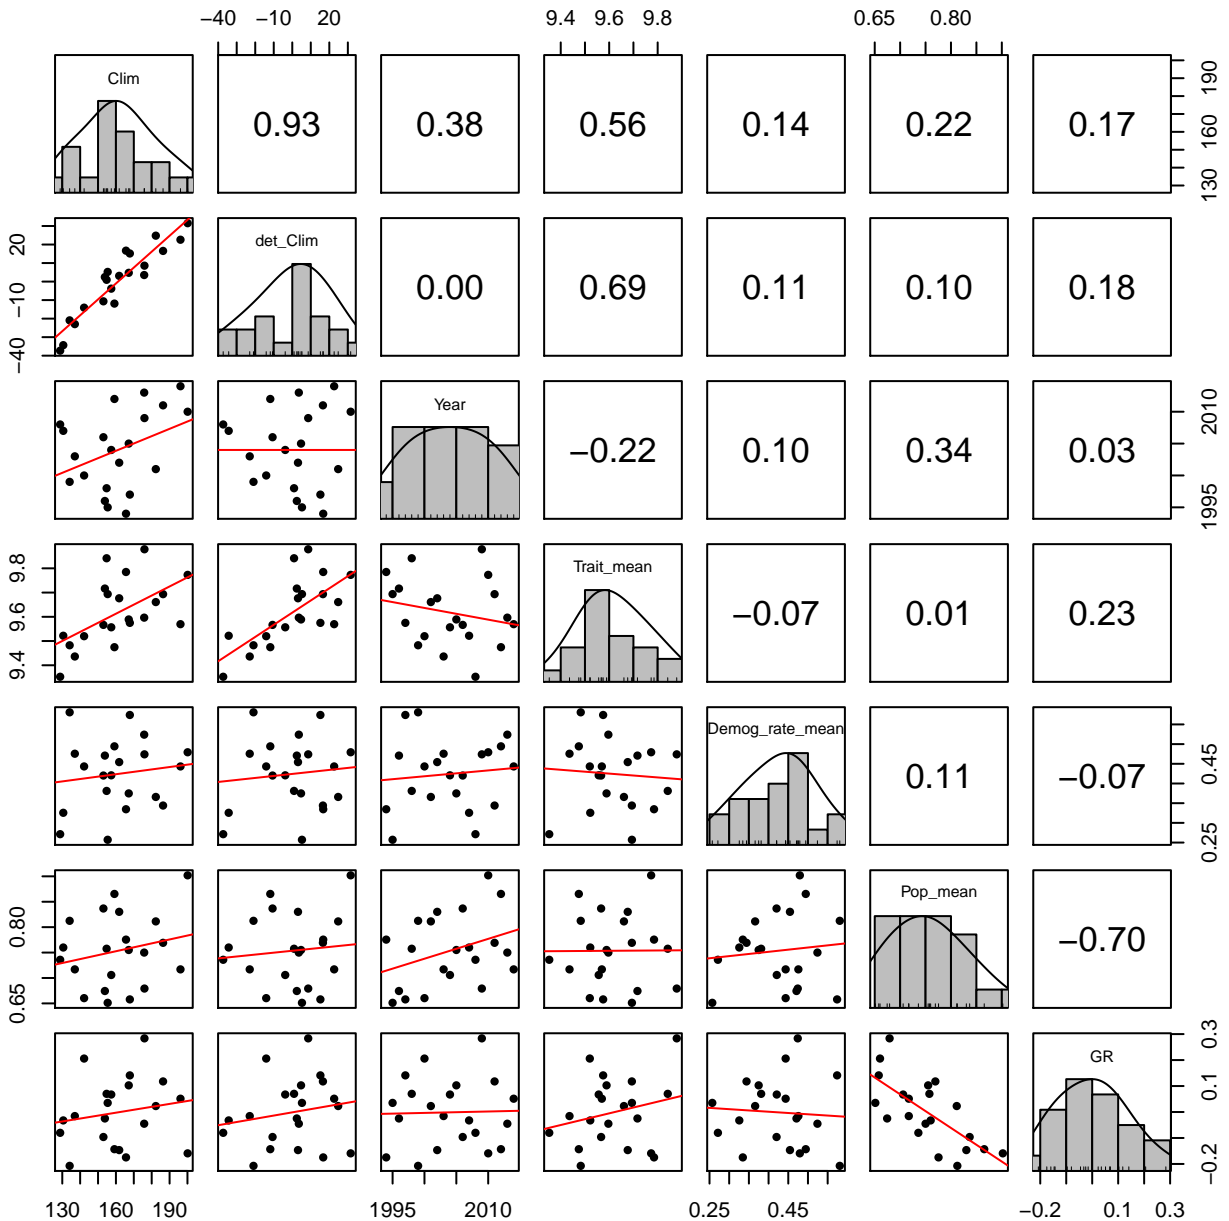 −40 −10 20 9.4 9.6 9.8 0.65 0.80
Clim 0.93 0.38 0.56 0.14 0.22 0.17 130 160 190
−40 −10 20 det_Clim 0.00 0.69 0.11 0.10 0.18
Year −0.22 0.10 0.34 0.03 1995 2010
9.4 9.6 9.8 Trait_mean −0.07 0.01 0.23
Demog_rate_mean 0.11 −0.07 0.25 0.45
0.65 0.80 Pop_mean −0.70
GR −0.2 0.1 0.3
130 160 190 1995 2010 0.25 0.45 −0.2 0.1 0.3